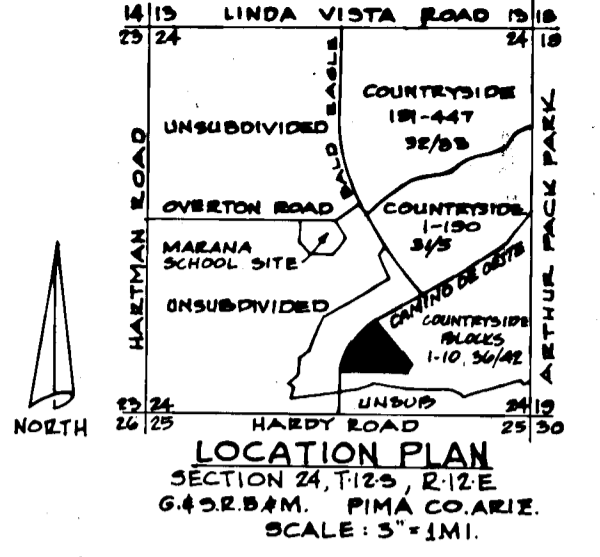 14 13 LINDA VISTA ROAD 13 18
23 24 24 19
BALD EAGLE
COUNTRYSIDE
191-447
32/83
UNSUBDIVIDED
HARTMAN ROAD
ARTHUR PACK PARK
OVERTON ROAD
COUNTRYSIDE
1-190
31/5
MARANA
SCHOOL SITE
CAMINO DE OESTE
UNSUBDIVIDED
COUNTRYSIDE
BLOCKS
1-10, 36/42
UNSUB
23 24 24 19
26 25 HARDY ROAD 25 30
NORTH
LOCATION PLAN
SECTION 24, T.12.S, R.12.E
G.&S.R.B&M. PIMA CO. ARIZ.
SCALE: 3"=1MI.